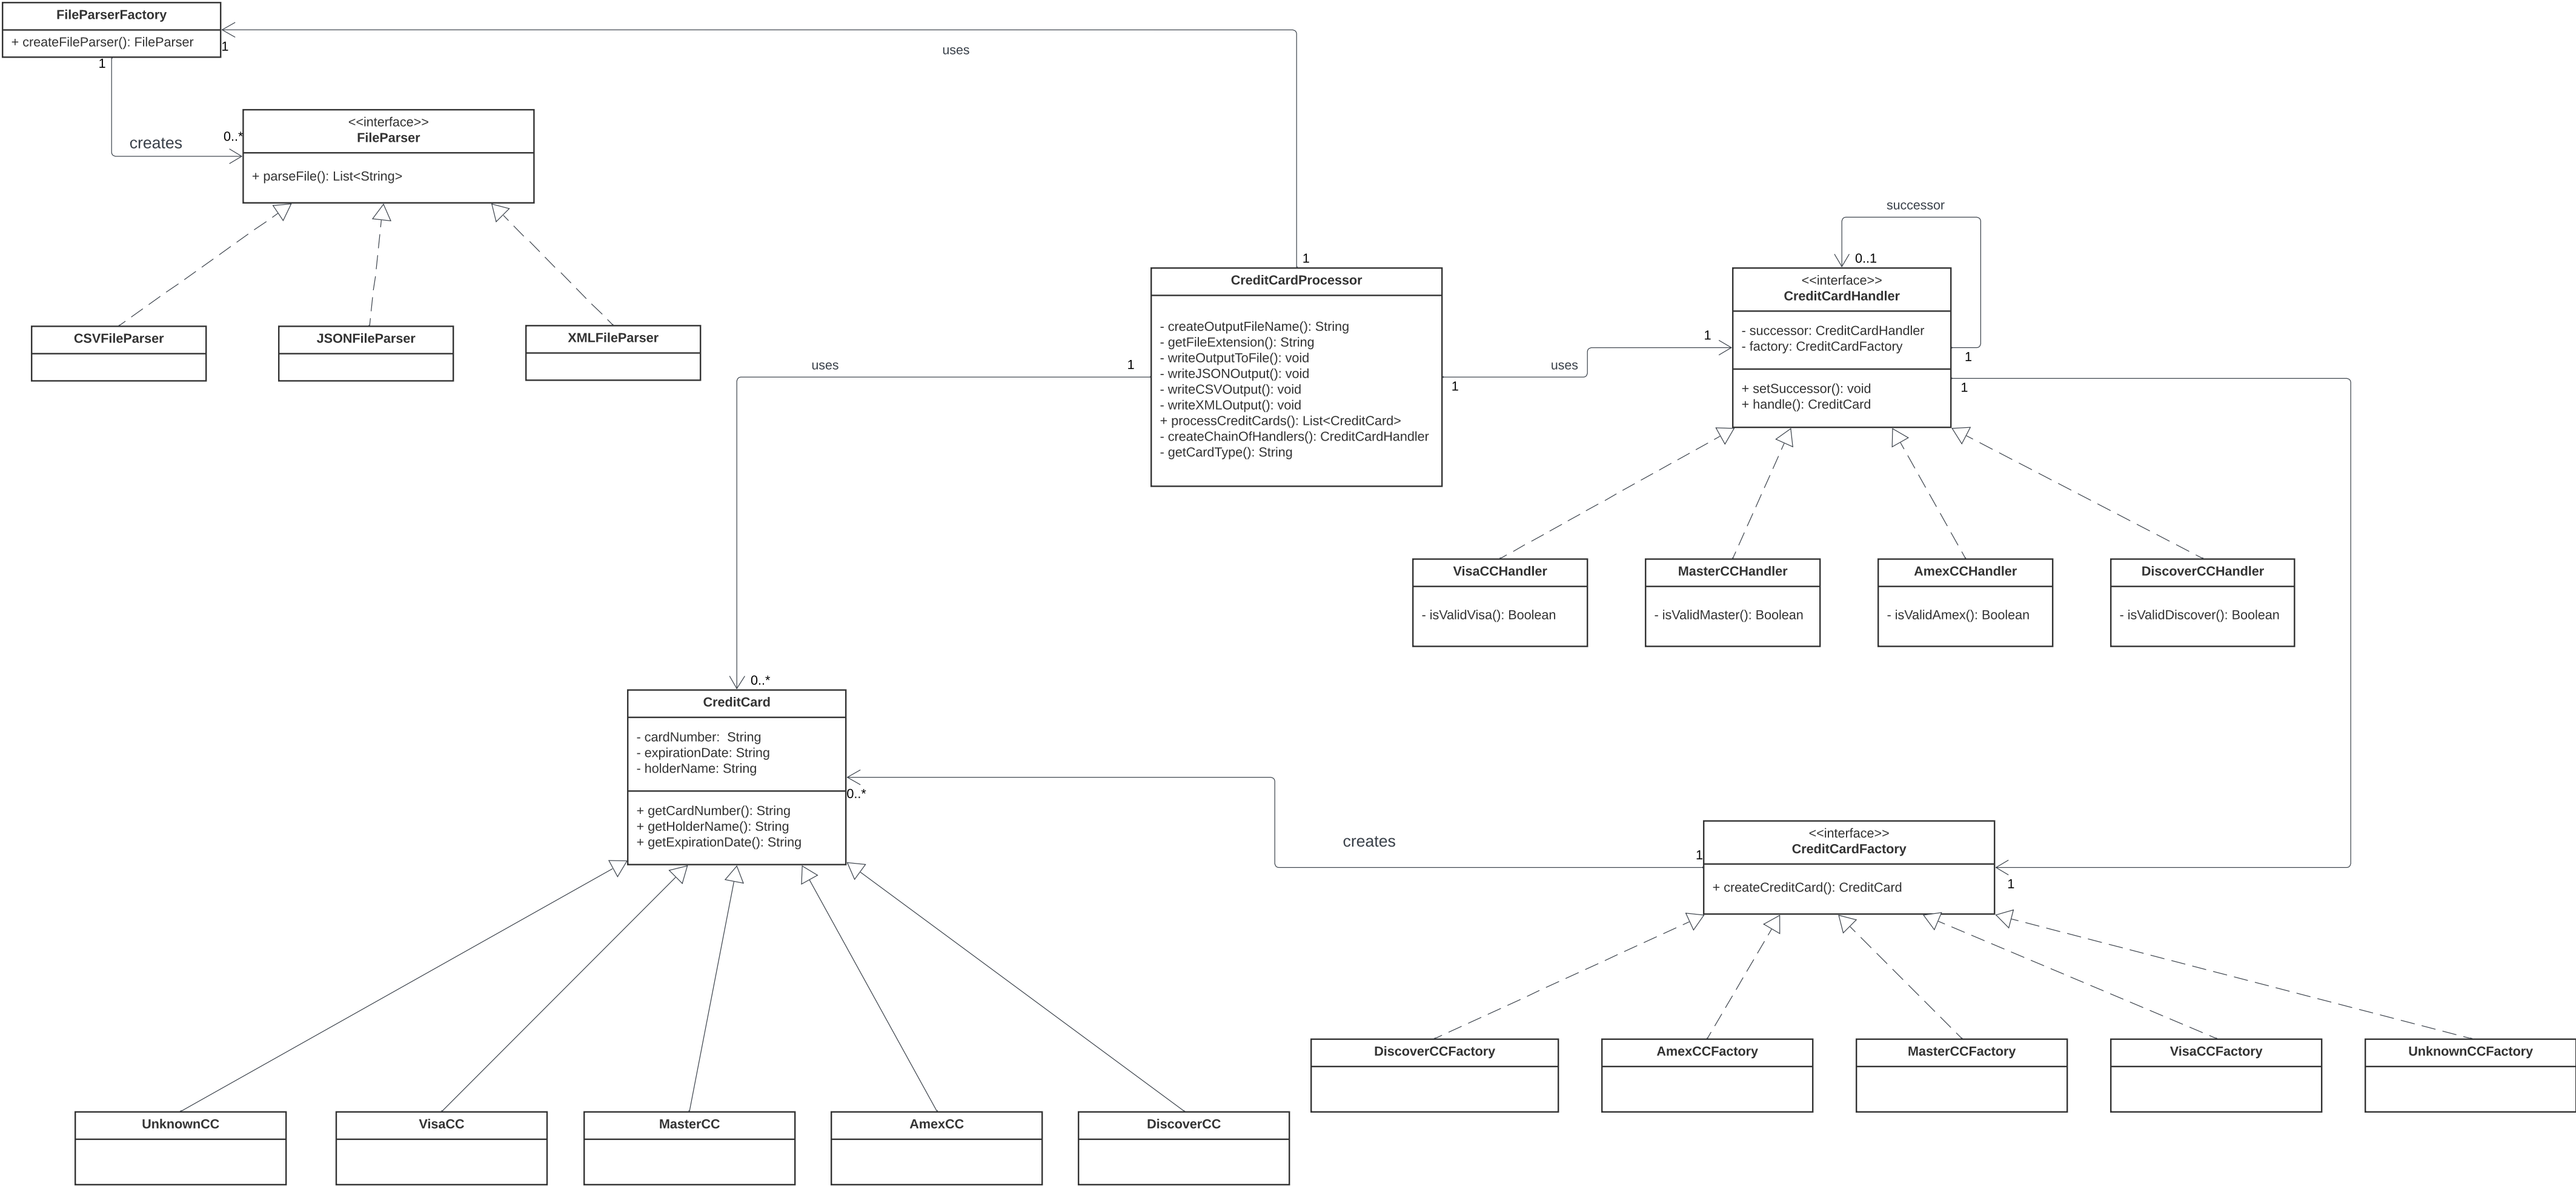 FileParserFactory
+ createFileParser(): FileParser
1
1
uses
creates
0..*
<<interface>>
FileParser
+ parseFile(): List<String>
CSVFileParser
JSONFileParser
XMLFileParser
1
CreditCardProcessor
- createOutputFileName(): String
- getFileExtension(): String
- writeOutputToFile(): void
- writeJSONOutput(): void
- writeCSVOutput(): void
- writeXMLOutput(): void
+ processCreditCards(): List<CreditCard>
- createChainOfHandlers(): CreditCardHandler
- getCardType(): String
uses
1
uses
1
1
successor
0..1
<<interface>>
CreditCardHandler
- successor: CreditCardHandler
- factory: CreditCardFactory
+ setSuccessor(): void
+ handle(): CreditCard
1
1
VisaCCHandler
- isValidVisa(): Boolean
MasterCCHandler
- isValidMaster(): Boolean
AmexCCHandler
- isValidAmex(): Boolean
DiscoverCCHandler
- isValidDiscover(): Boolean
0..*
CreditCard
- cardNumber:  String
- expirationDate: String
- holderName: String
+ getCardNumber(): String
+ getHolderName(): String
+ getExpirationDate(): String
0..*
creates
1
<<interface>>
CreditCardFactory
+ createCreditCard(): CreditCard
1
DiscoverCCFactory
AmexCCFactory
MasterCCFactory
VisaCCFactory
UnknownCCFactory
UnknownCC
VisaCC
MasterCC
AmexCC
DiscoverCC